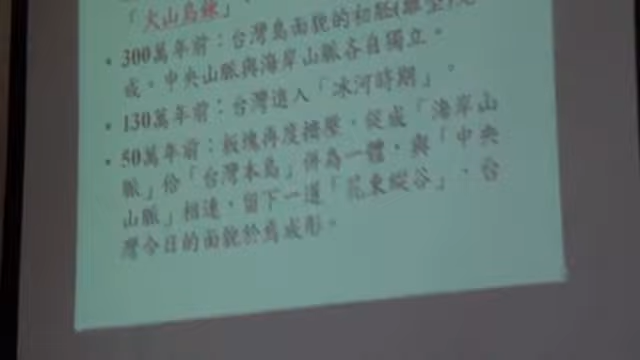 「火山島鍊」、
• 300萬年前：台灣島面貌的初胚(雛型)完
成。中央山脈與海岸山脈各自獨立。
• 130萬年前：台灣進入「冰河時期」。
• 50萬年前：板塊再度擠壓，促成「海岸山
脈」佮「台灣本島」併為一體，與「中央
山脈」相連，留下一道「花東縱谷」，台
灣今日的面貌於焉成形。